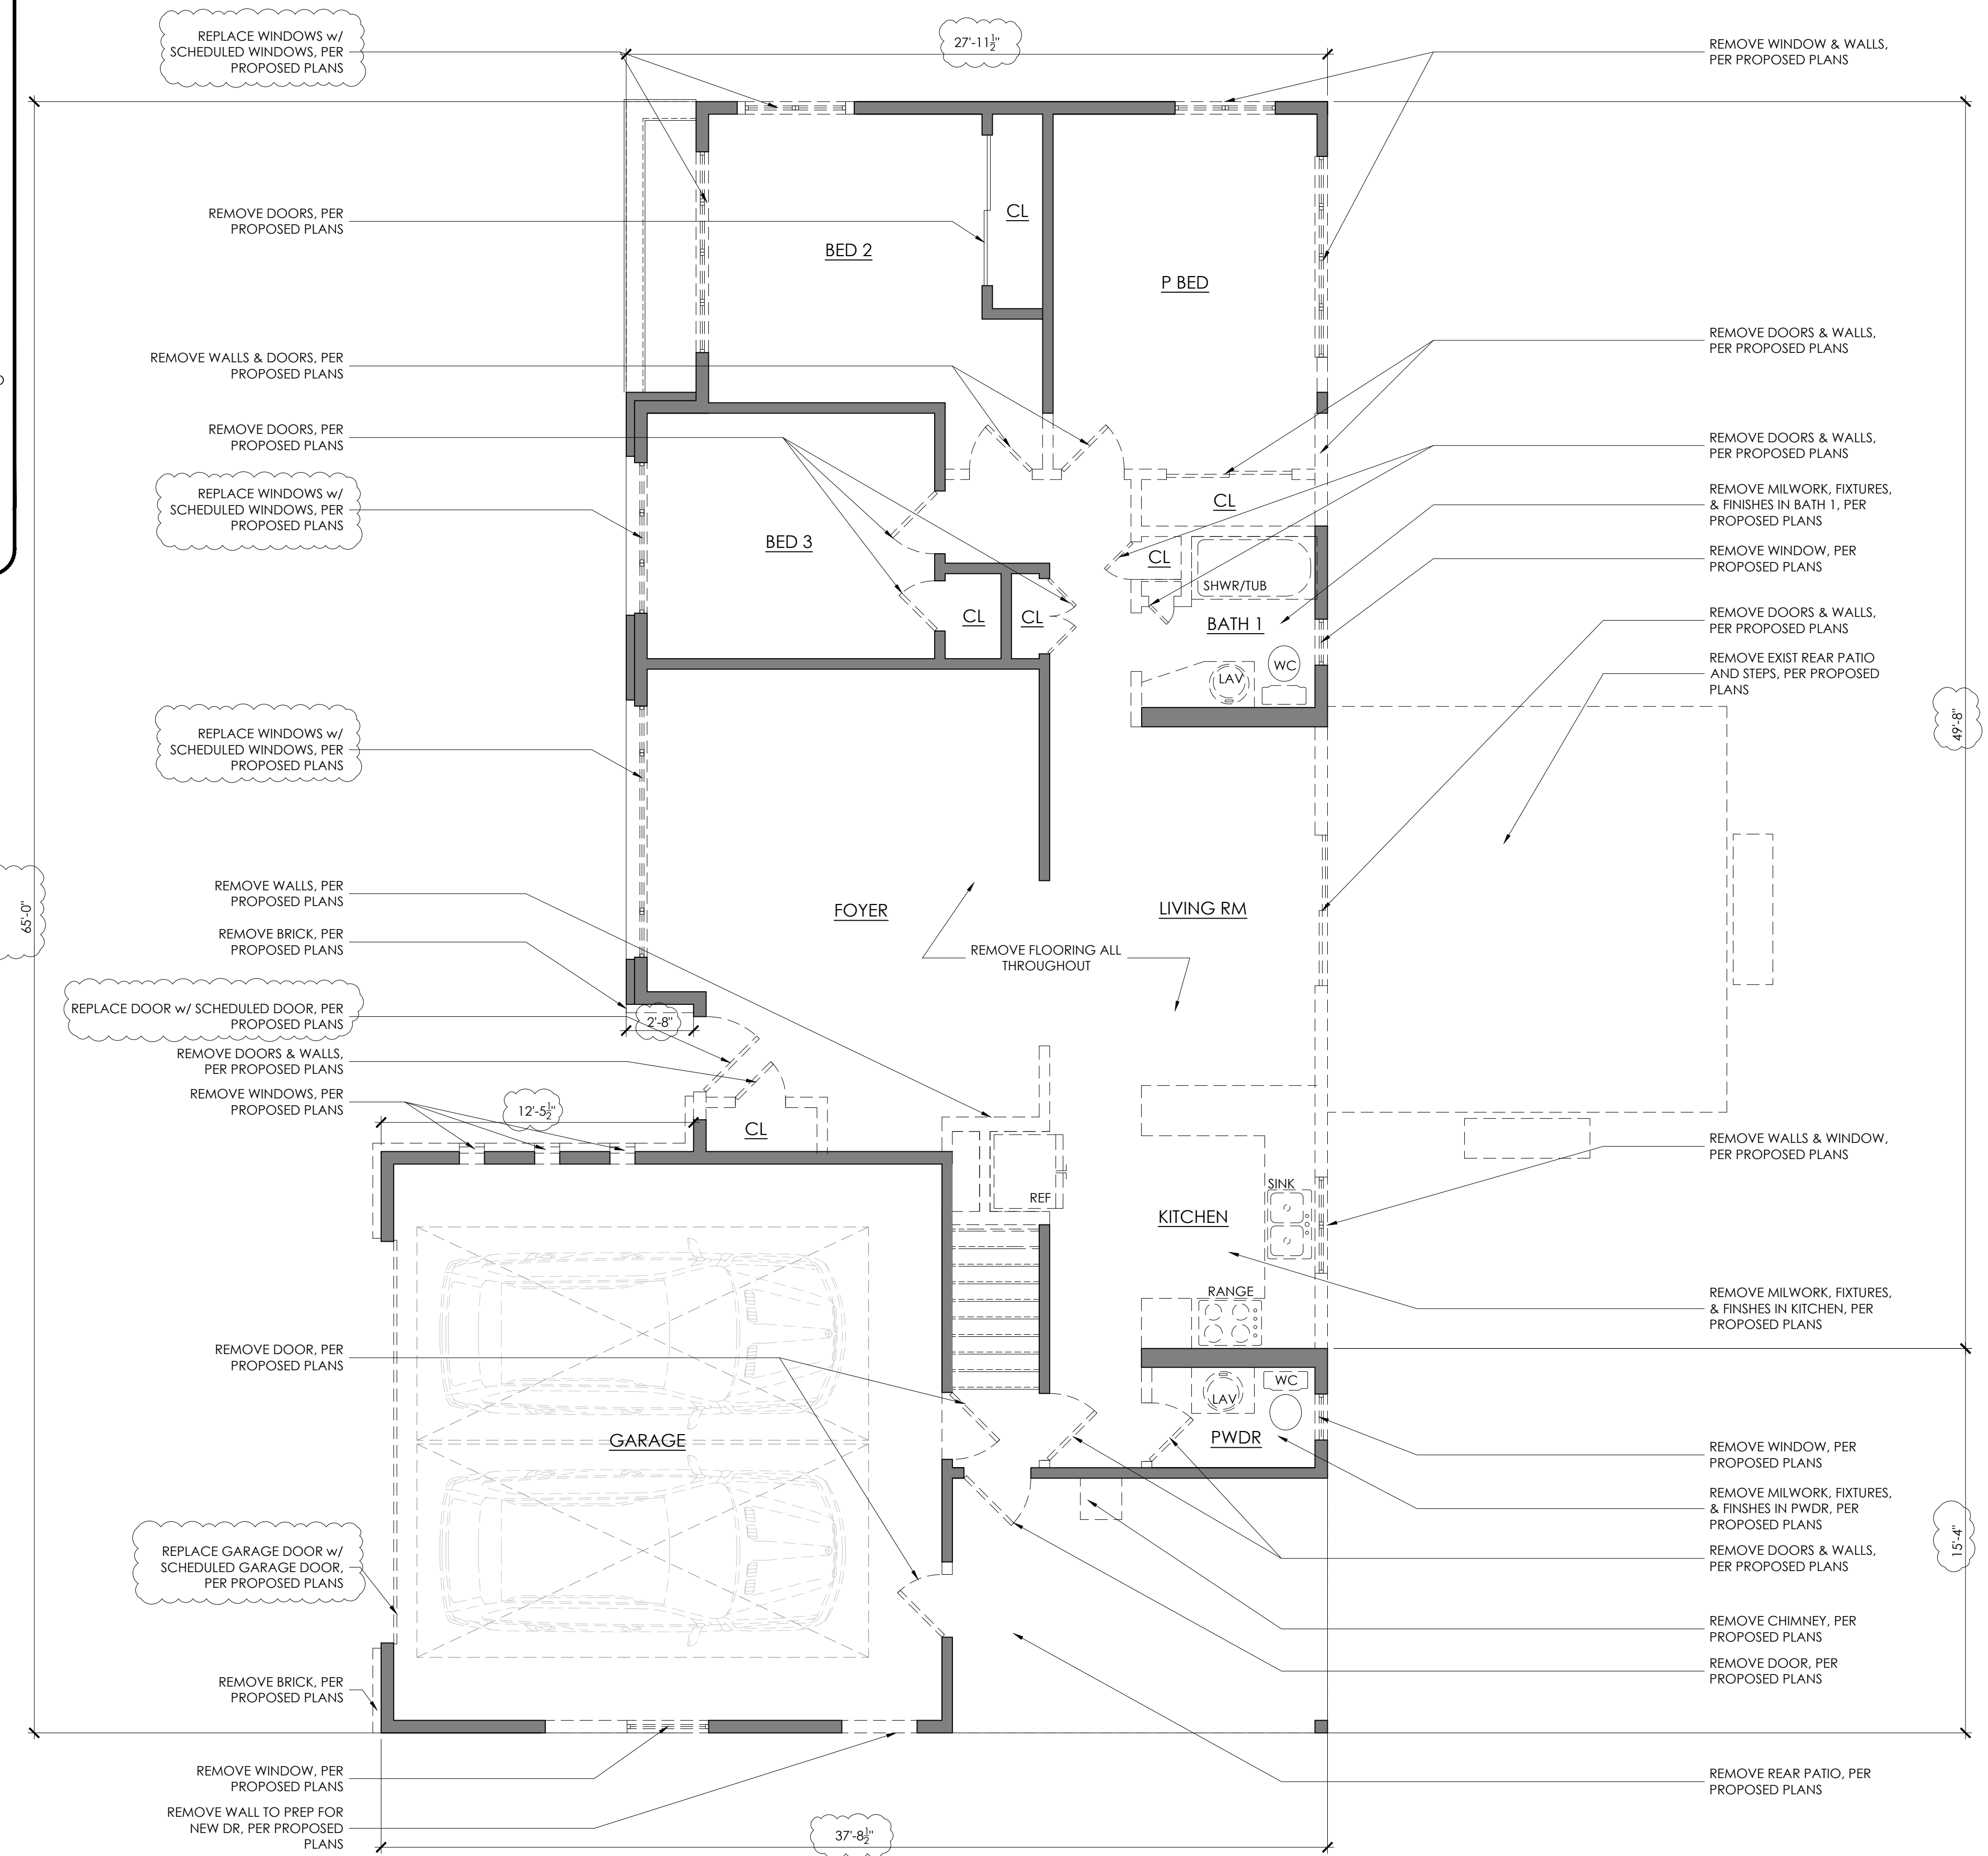 REPLACE WINDOWS w/
SCHEDULED WINDOWS, PER
PROPOSED PLANS
27'-11½"
REMOVE WINDOW & WALLS,
PER PROPOSED PLANS
REMOVE DOORS, PER
PROPOSED PLANS
CL
BED 2
P BED
REMOVE WALLS & DOORS, PER
PROPOSED PLANS
REMOVE DOORS & WALLS,
PER PROPOSED PLANS
REMOVE DOORS, PER
PROPOSED PLANS
REMOVE DOORS & WALLS,
PER PROPOSED PLANS
REPLACE WINDOWS w/
SCHEDULED WINDOWS, PER
PROPOSED PLANS
CL
REMOVE MILWORK, FIXTURES,
& FINISHES IN BATH 1, PER
PROPOSED PLANS
BED 3
CL
SHWR/TUB
REMOVE WINDOW, PER
PROPOSED PLANS
CL
CL
BATH 1
REMOVE DOORS & WALLS,
PER PROPOSED PLANS
WC
LAV
REMOVE EXIST REAR PATIO
AND STEPS, PER PROPOSED
PLANS
49'-8"
REPLACE WINDOWS w/
SCHEDULED WINDOWS, PER
PROPOSED PLANS
REMOVE WALLS, PER
PROPOSED PLANS
65'-0"
FOYER
LIVING RM
REMOVE BRICK, PER
PROPOSED PLANS
REMOVE FLOORING ALL
THROUGHOUT
REPLACE DOOR w/ SCHEDULED DOOR, PER
PROPOSED PLANS
2'-8"
REMOVE DOORS & WALLS,
PER PROPOSED PLANS
REMOVE WINDOWS, PER
PROPOSED PLANS
12'-5½"
CL
REMOVE WALLS & WINDOW,
PER PROPOSED PLANS
REF
SINK
KITCHEN
RANGE
REMOVE MILWORK, FIXTURES,
& FINSHES IN KITCHEN, PER
PROPOSED PLANS
REMOVE DOOR, PER
PROPOSED PLANS
WC
LAV
GARAGE
PWDR
REMOVE WINDOW, PER
PROPOSED PLANS
REMOVE MILWORK, FIXTURES,
& FINSHES IN PWDR, PER
PROPOSED PLANS
15'-4"
REPLACE GARAGE DOOR w/
SCHEDULED GARAGE DOOR,
PER PROPOSED PLANS
REMOVE DOORS & WALLS,
PER PROPOSED PLANS
REMOVE CHIMNEY, PER
PROPOSED PLANS
REMOVE BRICK, PER
PROPOSED PLANS
REMOVE DOOR, PER
PROPOSED PLANS
REMOVE WINDOW, PER
PROPOSED PLANS
REMOVE REAR PATIO, PER
PROPOSED PLANS
REMOVE WALL TO PREP FOR
NEW DR, PER PROPOSED
PLANS
37'-8½"